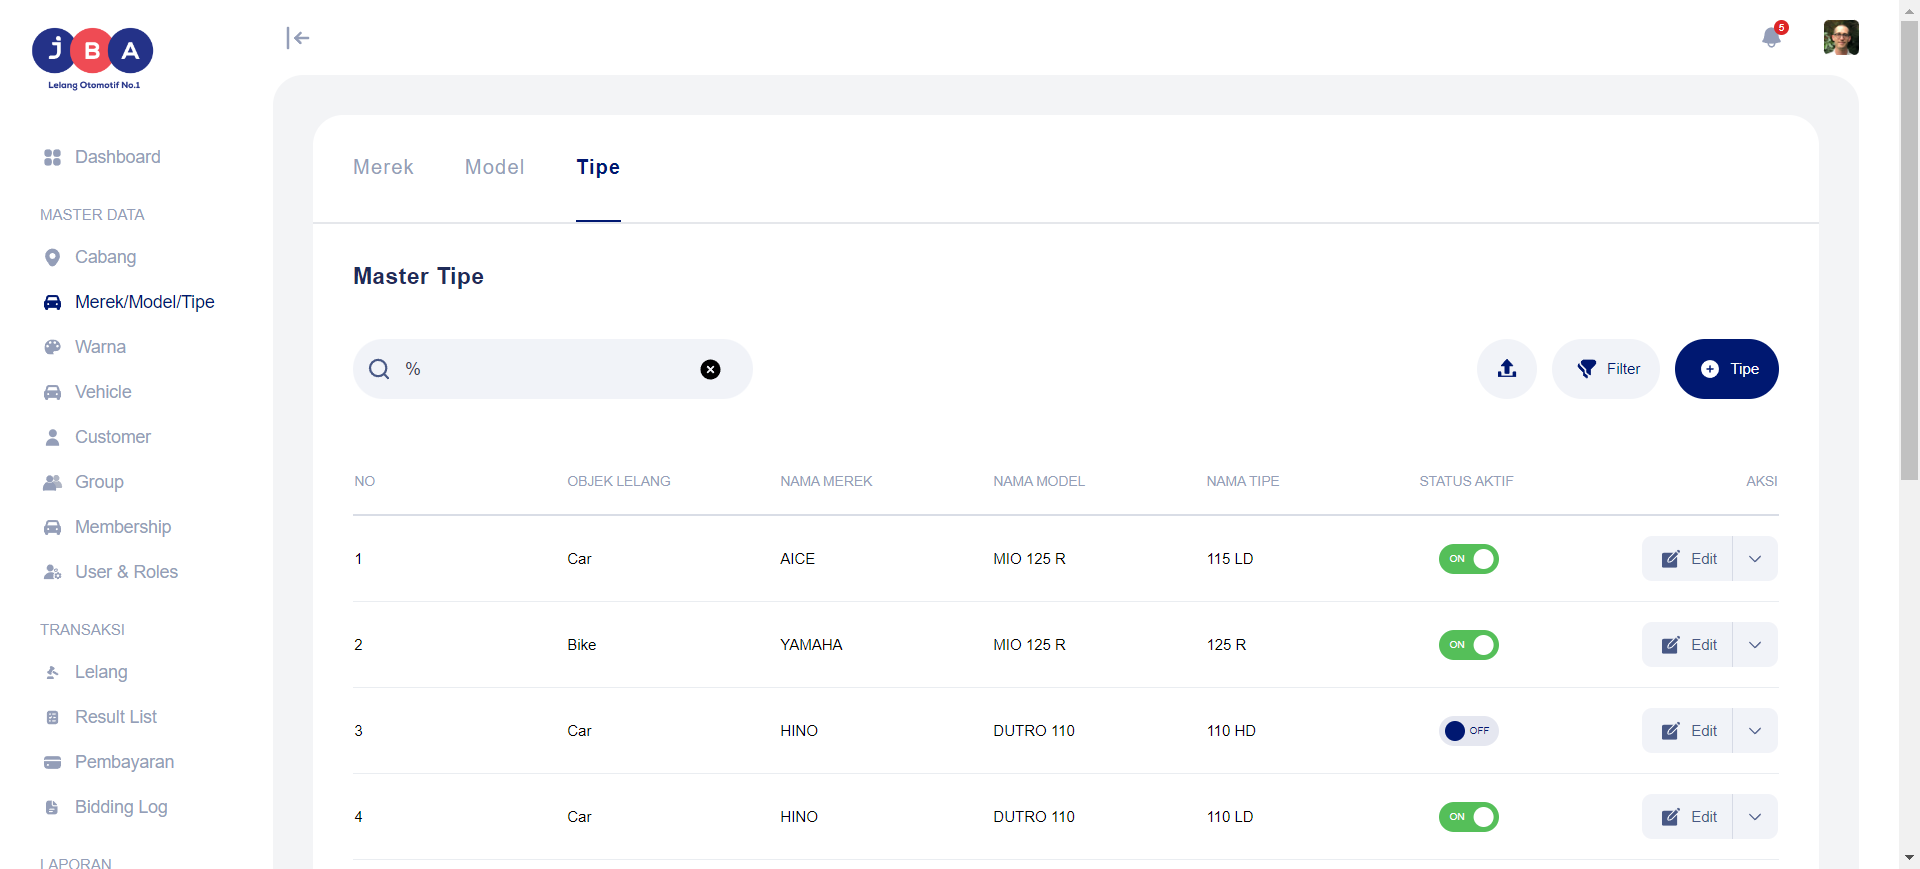 JBA
Lelang Otomotif No.1
5
Dashboard
MASTER DATA
Cabang
Merek/Model/Tipe
Warna
Vehicle
Customer
Group
Membership
User & Roles
TRANSAKSI
Lelang
Result List
Pembayaran
Bidding Log
LAPORAN
Merek Model Tipe
Master Tipe
% Filter Tipe
NO OBJEK LELANG NAMA MEREK NAMA MODEL NAMA TIPE STATUS AKTIF AKSI
1 Car AICE MIO 125 R 115 LD ON Edit
2 Bike YAMAHA MIO 125 R 125 R ON Edit
3 Car HINO DUTRO 110 110 HD OFF Edit
4 Car HINO DUTRO 110 110 LD ON Edit